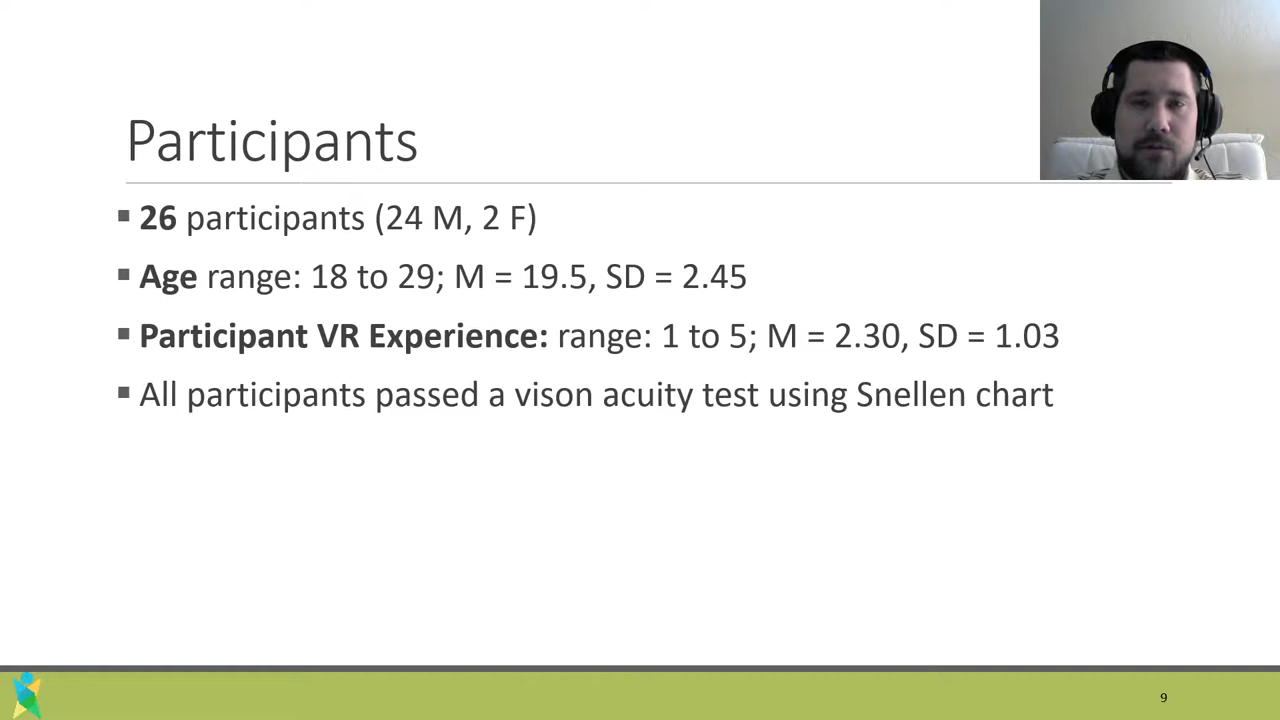 Participants
▪ 26 participants (24 M, 2 F)
▪ Age range: 18 to 29; M = 19.5, SD = 2.45
▪ Participant VR Experience: range: 1 to 5; M = 2.30, SD = 1.03
▪ All participants passed a vison acuity test using Snellen chart
9